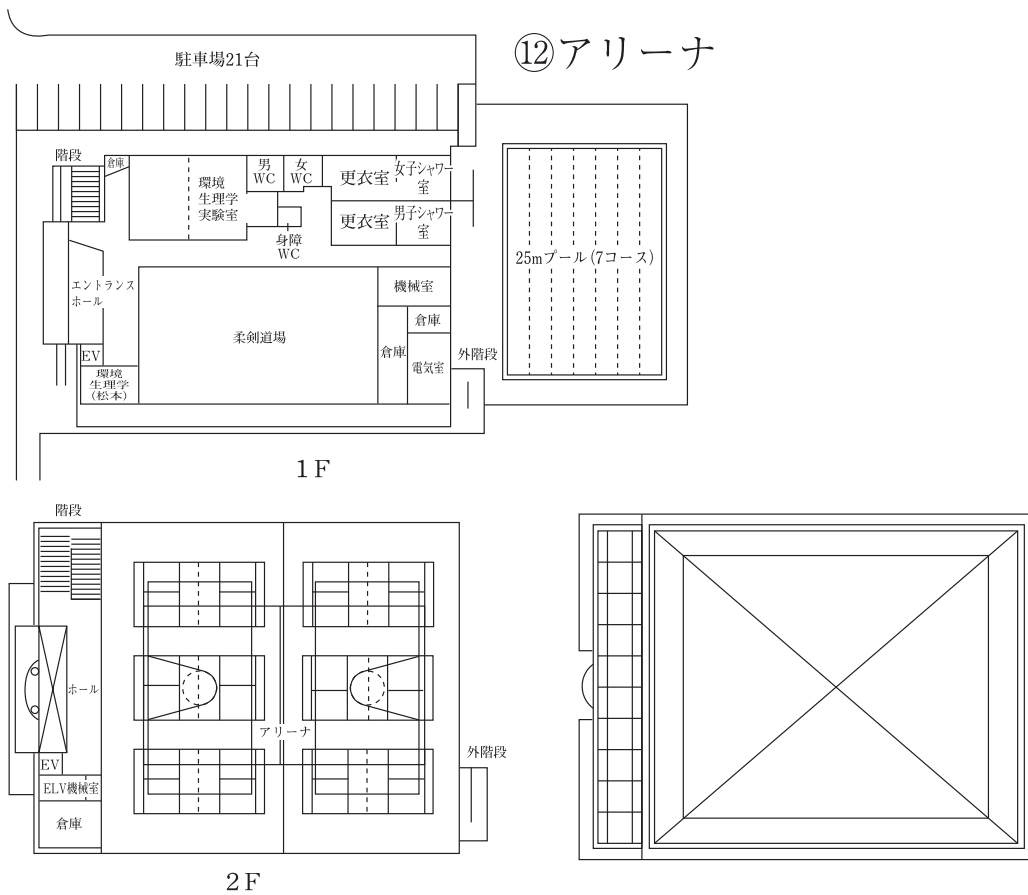 ⑫アリーナ
駐車場21台
階段
倉庫
環境
生理学
実験室
男
WC
女
WC
身障
WC
更衣室
女子シャワー
室
更衣室
男子シャワー
室
25mプール(7コース)
エントランス
ホール
柔剣道場
機械室
倉庫
倉庫
電気室
外階段
EV
環境
生理学
(松本)
1F
階段
ホール
アリーナ
外階段
EV
ELV機械室
倉庫
2F